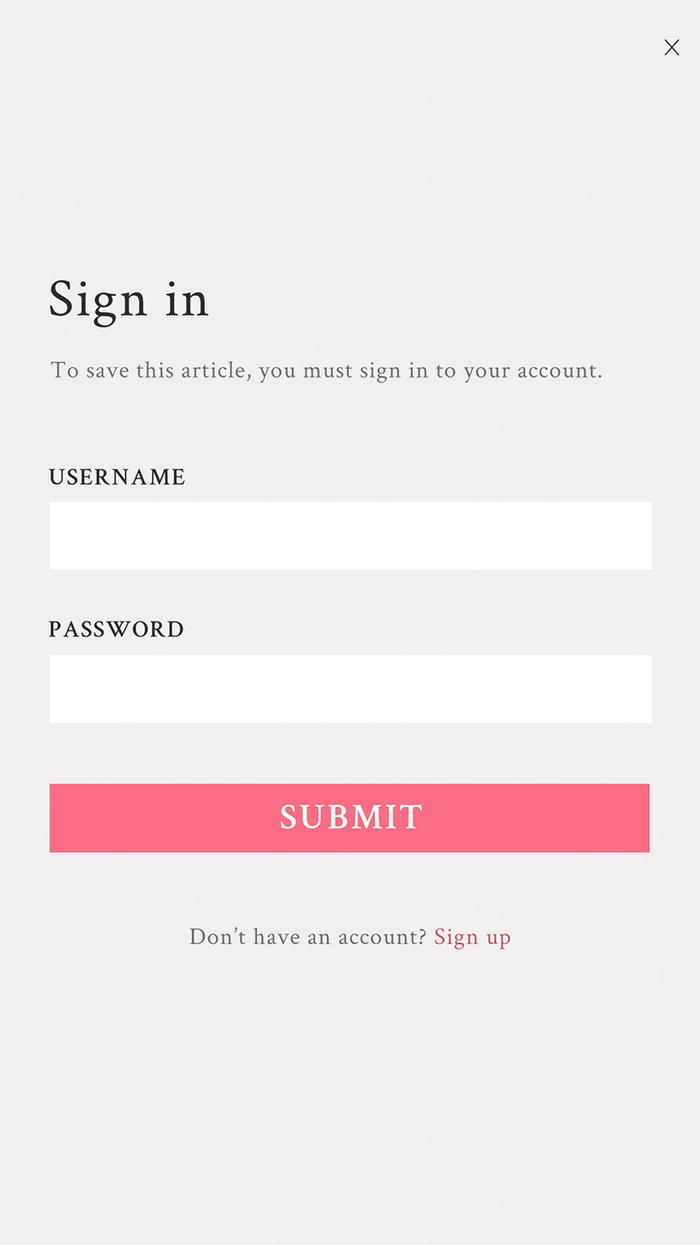 Sign in
To save this article, you must sign in to your account.
USERNAME
PASSWORD
SUBMIT
Don’t have an account? Sign up